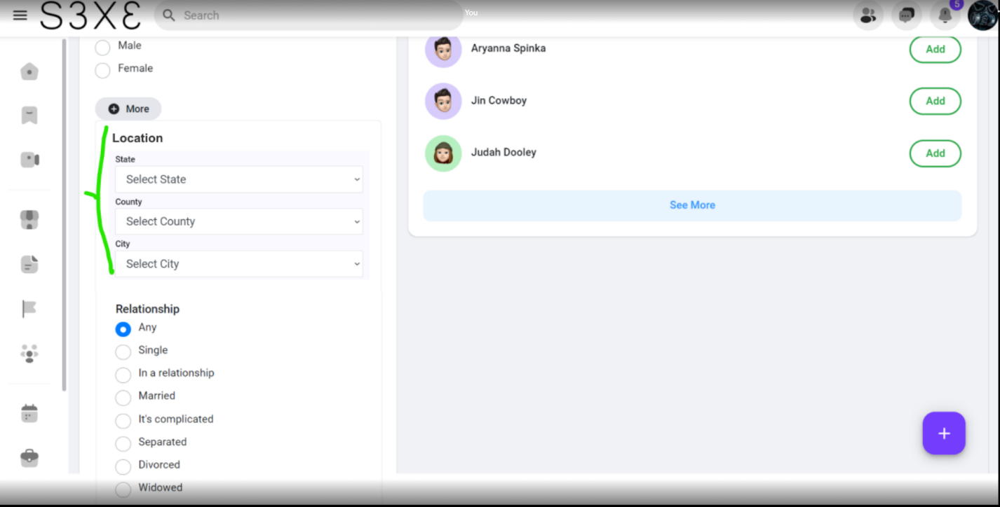 S3XE
Search
You
5
Male
Female
More
Location
State
Select State
County
Select County
City
Select City
Relationship
Any
Single
In a relationship
Married
It's complicated
Separated
Divorced
Widowed
Aryanna Spinka
Add
Jin Cowboy
Add
Judah Dooley
Add
See More